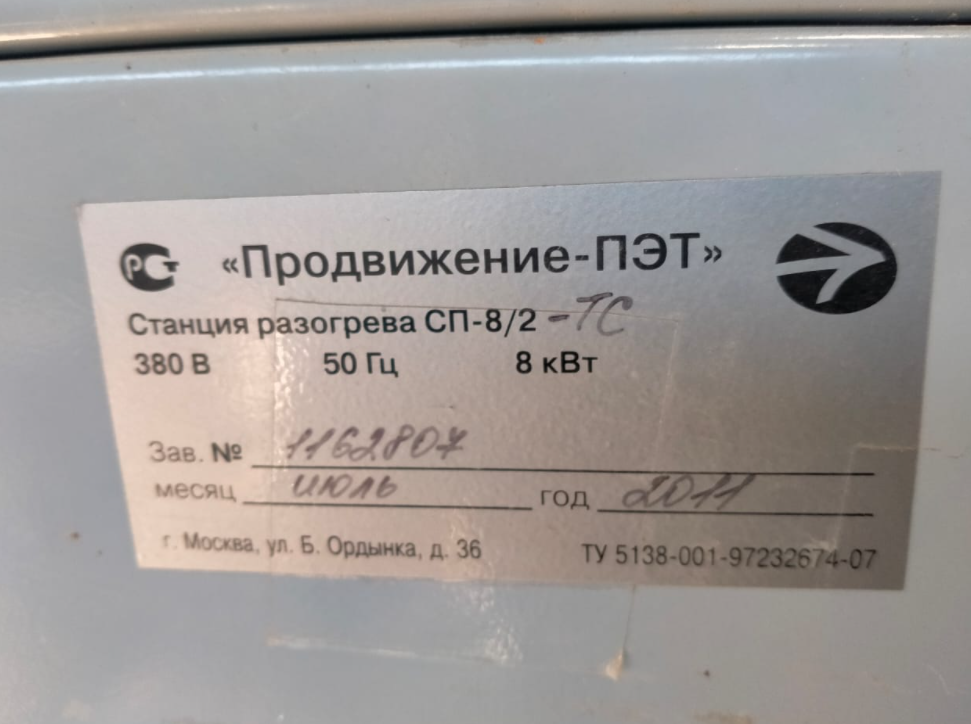 РСТ «Продвижение-ПЭТ»
Станция разогрева СП-8/2 -ТС
380 В 50 Гц 8 кВт
Зав. № 1162807
месяц июль год 2011
г. Москва, ул. Б. Ордынка, д. 36 ТУ 5138-001-97232674-07